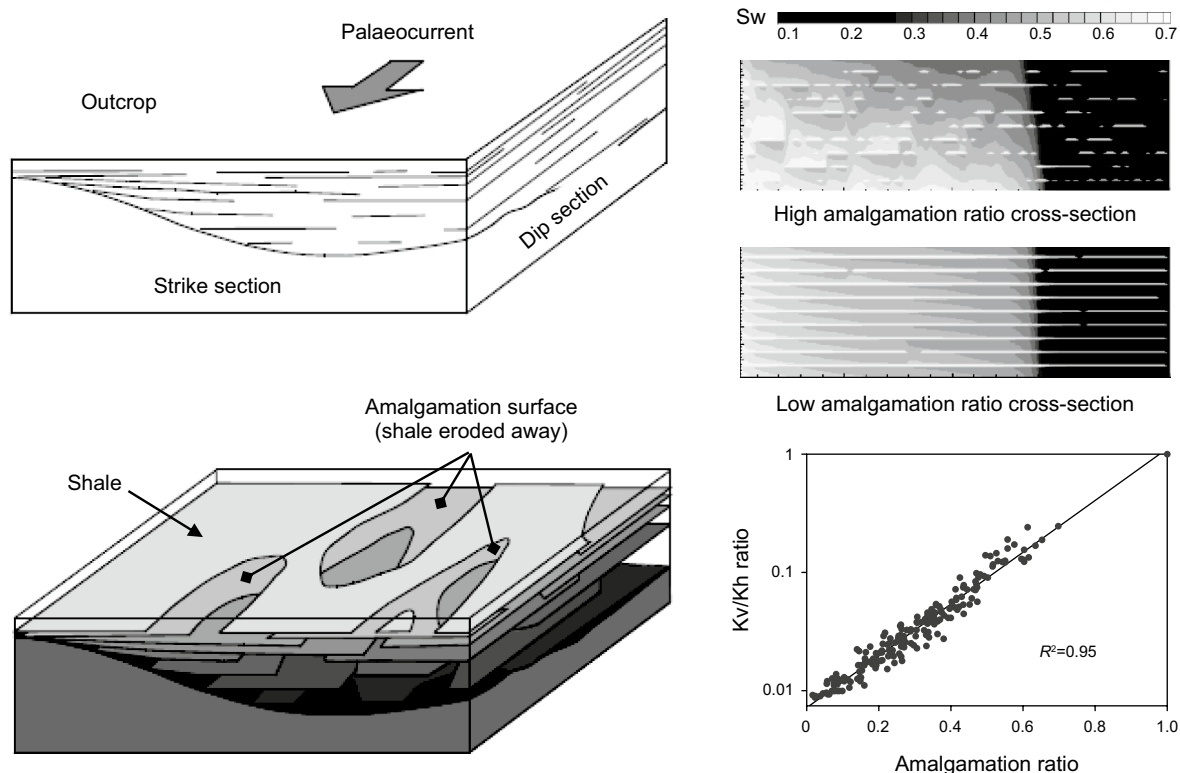 Palaeocurrent
Outcrop
Dip section
Strike section
Sw
0.1 0.2 0.3 0.4 0.5 0.6 0.7
High amalgamation ratio cross-section
Low amalgamation ratio cross-section
Amalgamation surface
(shale eroded away)
Shale
Kv/Kh ratio
1
0.1
0.01
R²=0.95
0 0.2 0.4 0.6 0.8 1.0
Amalgamation ratio